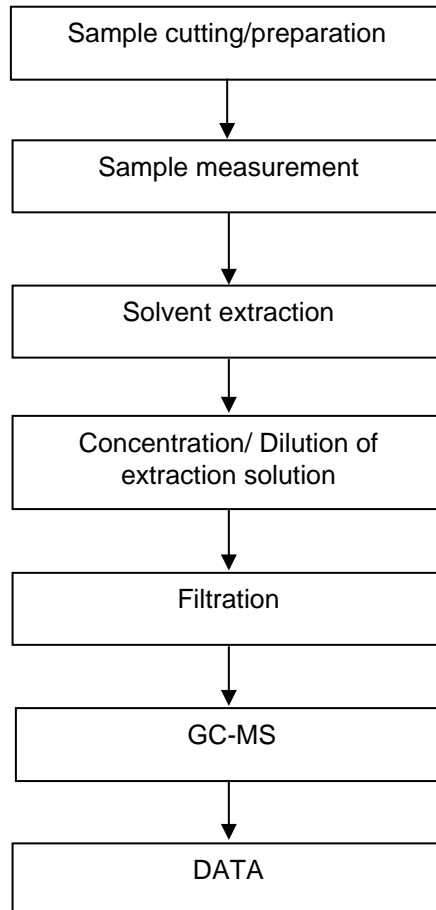 Sample cutting/preparation
Sample measurement
Solvent extraction
Concentration/ Dilution of
extraction solution
Filtration
GC-MS
DATA